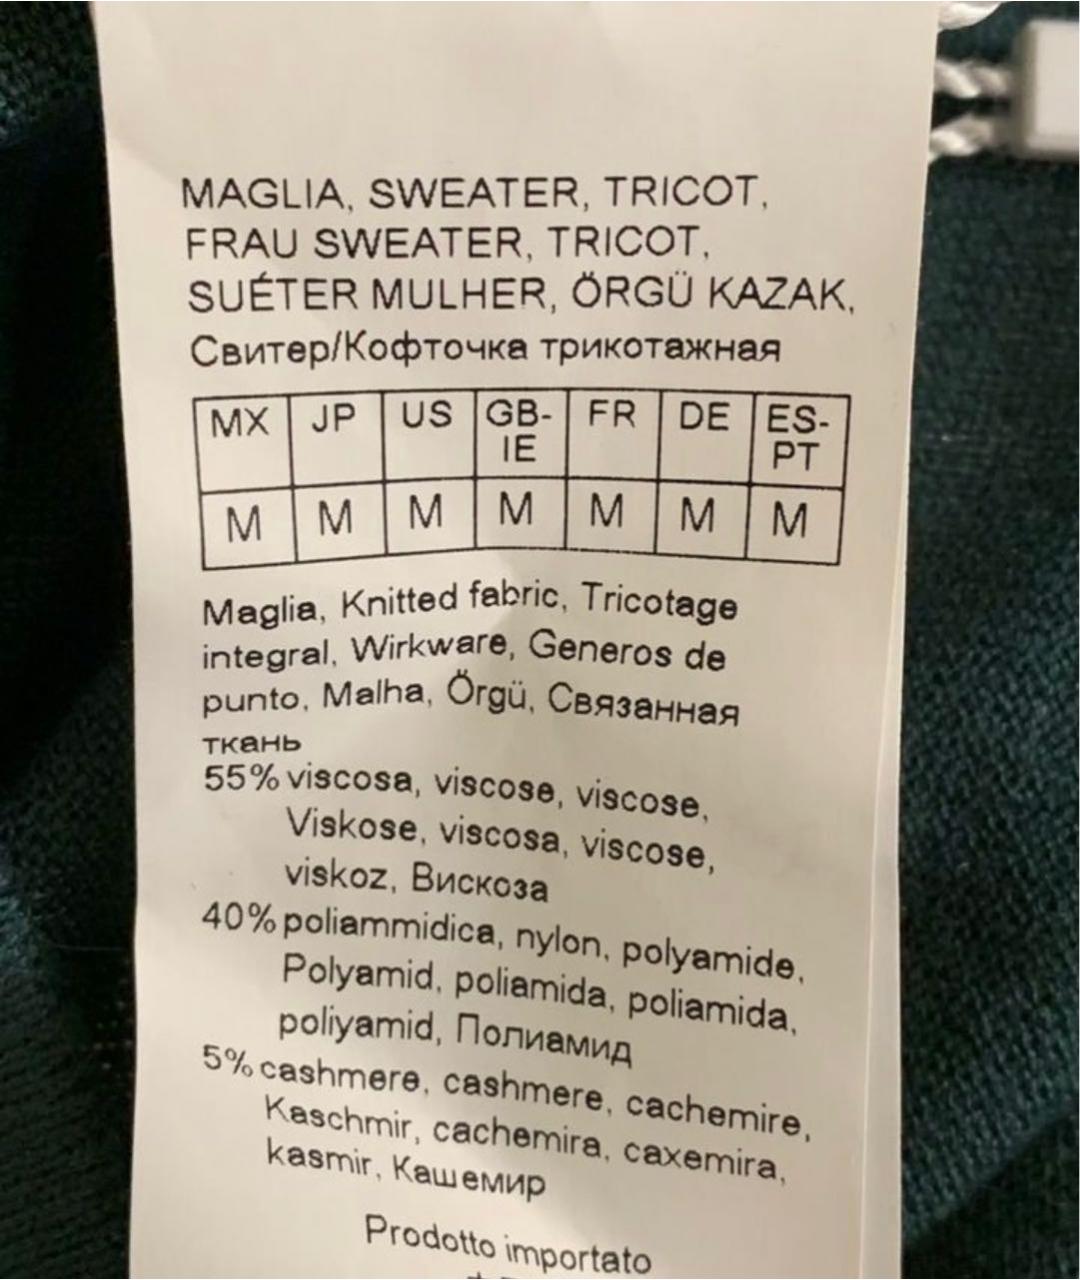 MAGLIA, SWEATER, TRICOT,
FRAU SWEATER, TRICOT,
SUÉTER MULHER, ÖRGÜ KAZAK,
Свитер/Кофточка трикотажная
MX JP US GB-IE FR DE ES-PT
M M M M M M M
Maglia, Knitted fabric, Tricotage
integral, Wirkware, Generos de
punto, Malha, Örgü, Связанная
ткань
55% viscosa, viscose, viscose,
Viskose, viscosa, viscose,
viskoz, Вискоза
40% poliammidica, nylon, polyamide,
Polyamid, poliamida, poliamida,
poliyamid, Полиамид
5% cashmere, cashmere, cachemire,
Kaschmir, cachemira, caxemira,
kasmir, Кашемир
Prodotto importato